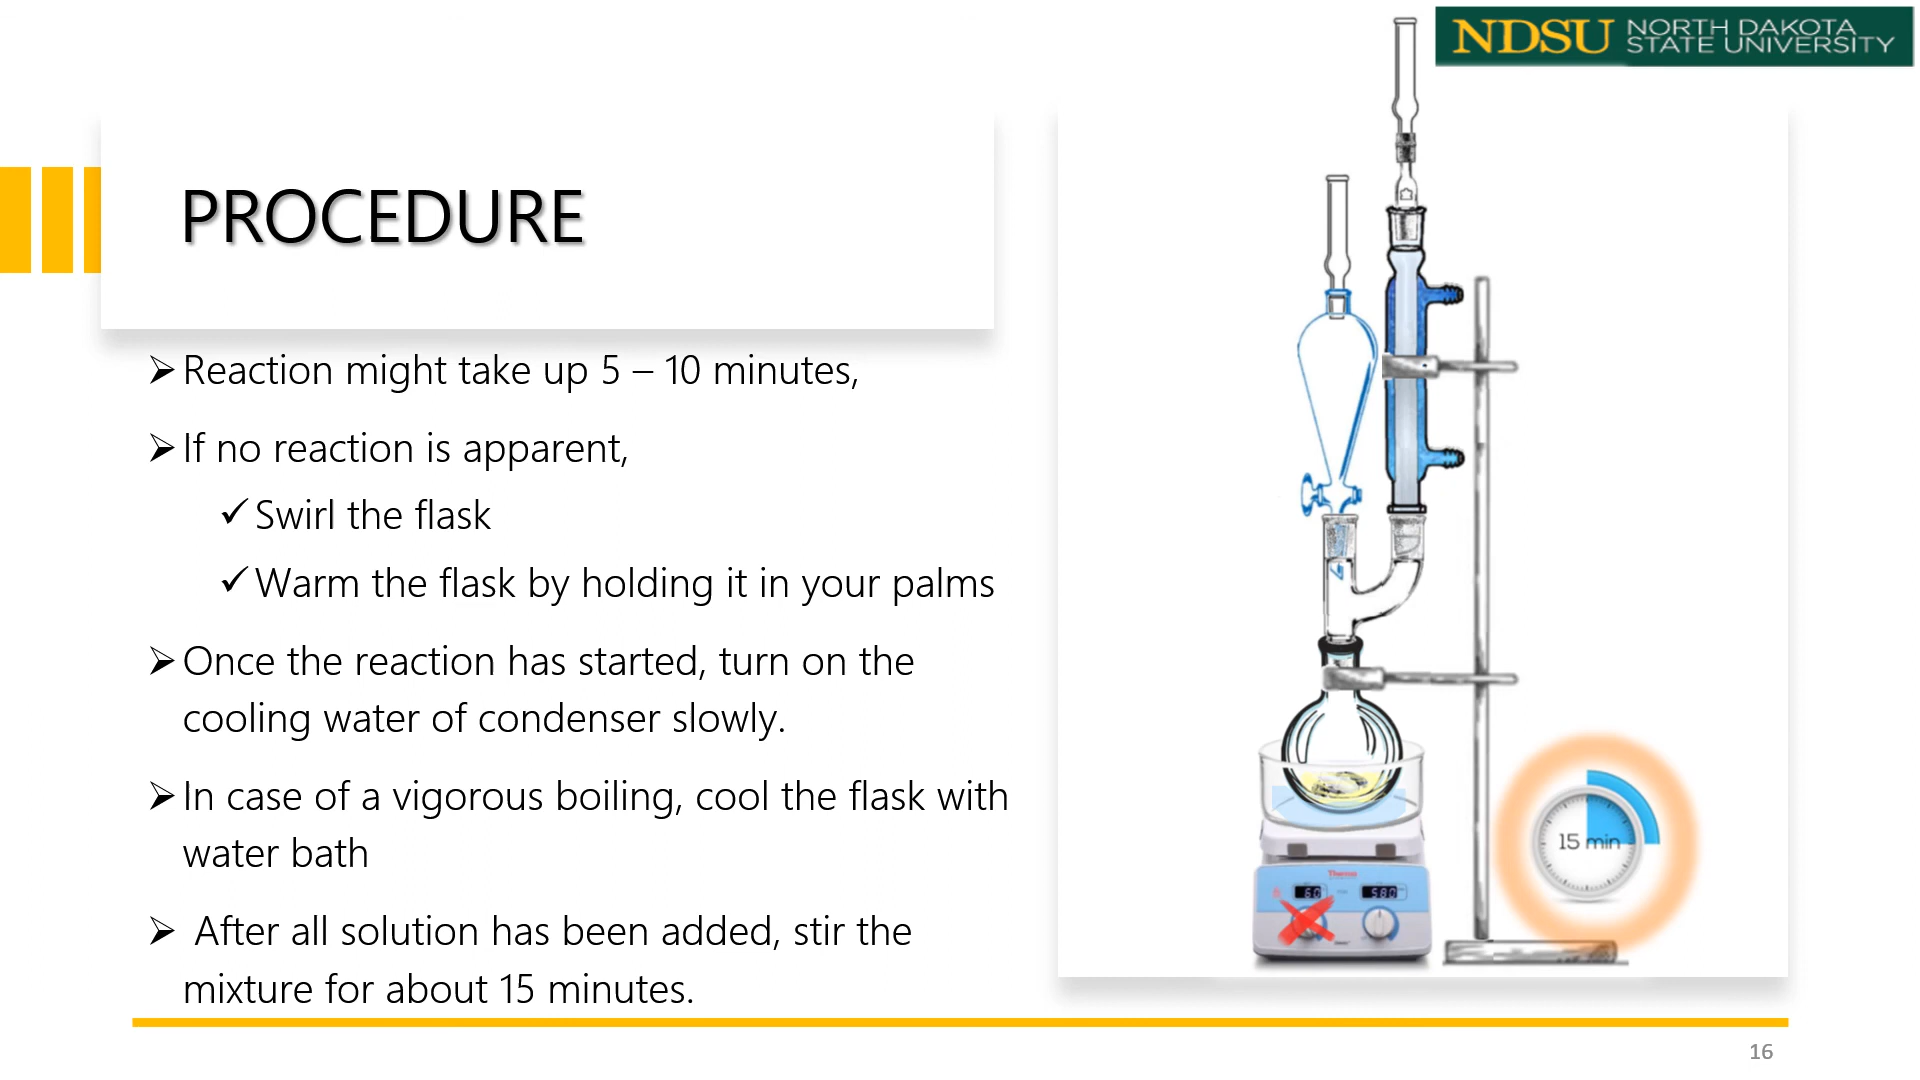 NDSU NORTH DAKOTA
STATE UNIVERSITY
PROCEDURE
Reaction might take up 5 – 10 minutes,
If no reaction is apparent,
Swirl the flask
Warm the flask by holding it in your palms
Once the reaction has started, turn on the
cooling water of condenser slowly.
In case of a vigorous boiling, cool the flask with
water bath
After all solution has been added, stir the
mixture for about 15 minutes.
15 min
Thermo
60
580
16